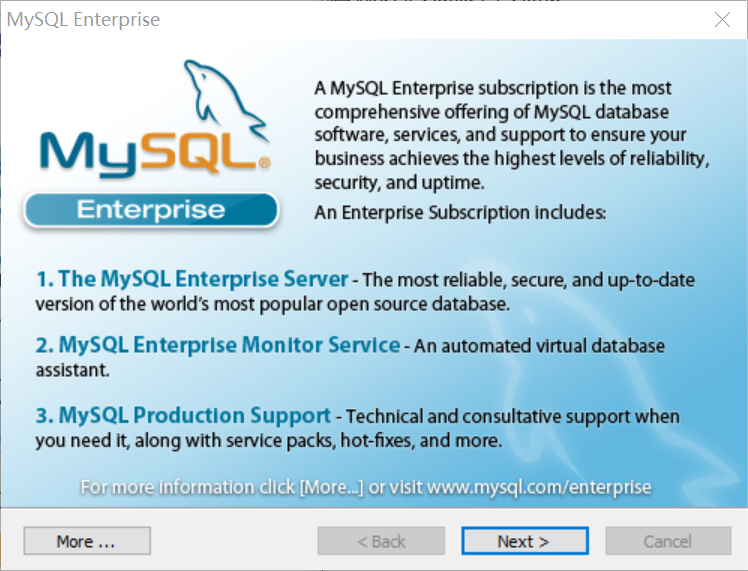 MySQL Enterprise
MySQL®
Enterprise
A MySQL Enterprise subscription is the most
comprehensive offering of MySQL database
software, services, and support to ensure your
business achieves the highest levels of reliability,
security, and uptime.
An Enterprise Subscription includes:
1. The MySQL Enterprise Server - The most reliable, secure, and up-to-date
version of the world's most popular open source database.
2. MySQL Enterprise Monitor Service - An automated virtual database
assistant.
3. MySQL Production Support - Technical and consultative support when
you need it, along with service packs, hot-fixes, and more.
For more information click [More...] or visit www.mysql.com/enterprise
More ...
< Back
Next >
Cancel